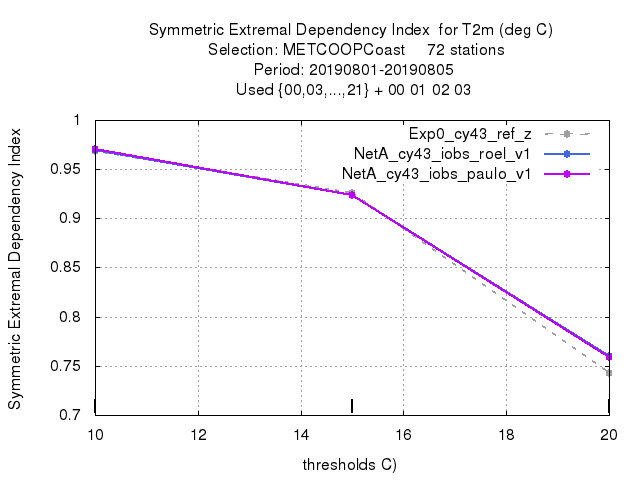 Symmetric Extremal Dependency Index  for T2m (deg C)
Selection: METCOOPCoast     72 stations
Period: 20190801-20190805
Used {00,03,...,21} + 00 01 02 03
Exp0_cy43_ref_z
NetA_cy43_iobs_roel_v1
NetA_cy43_iobs_paulo_v1
Symmetric Extremal Dependency Index
1
0.95
0.9
0.85
0.8
0.75
0.7
10 12 14 16 18 20
thresholds C)